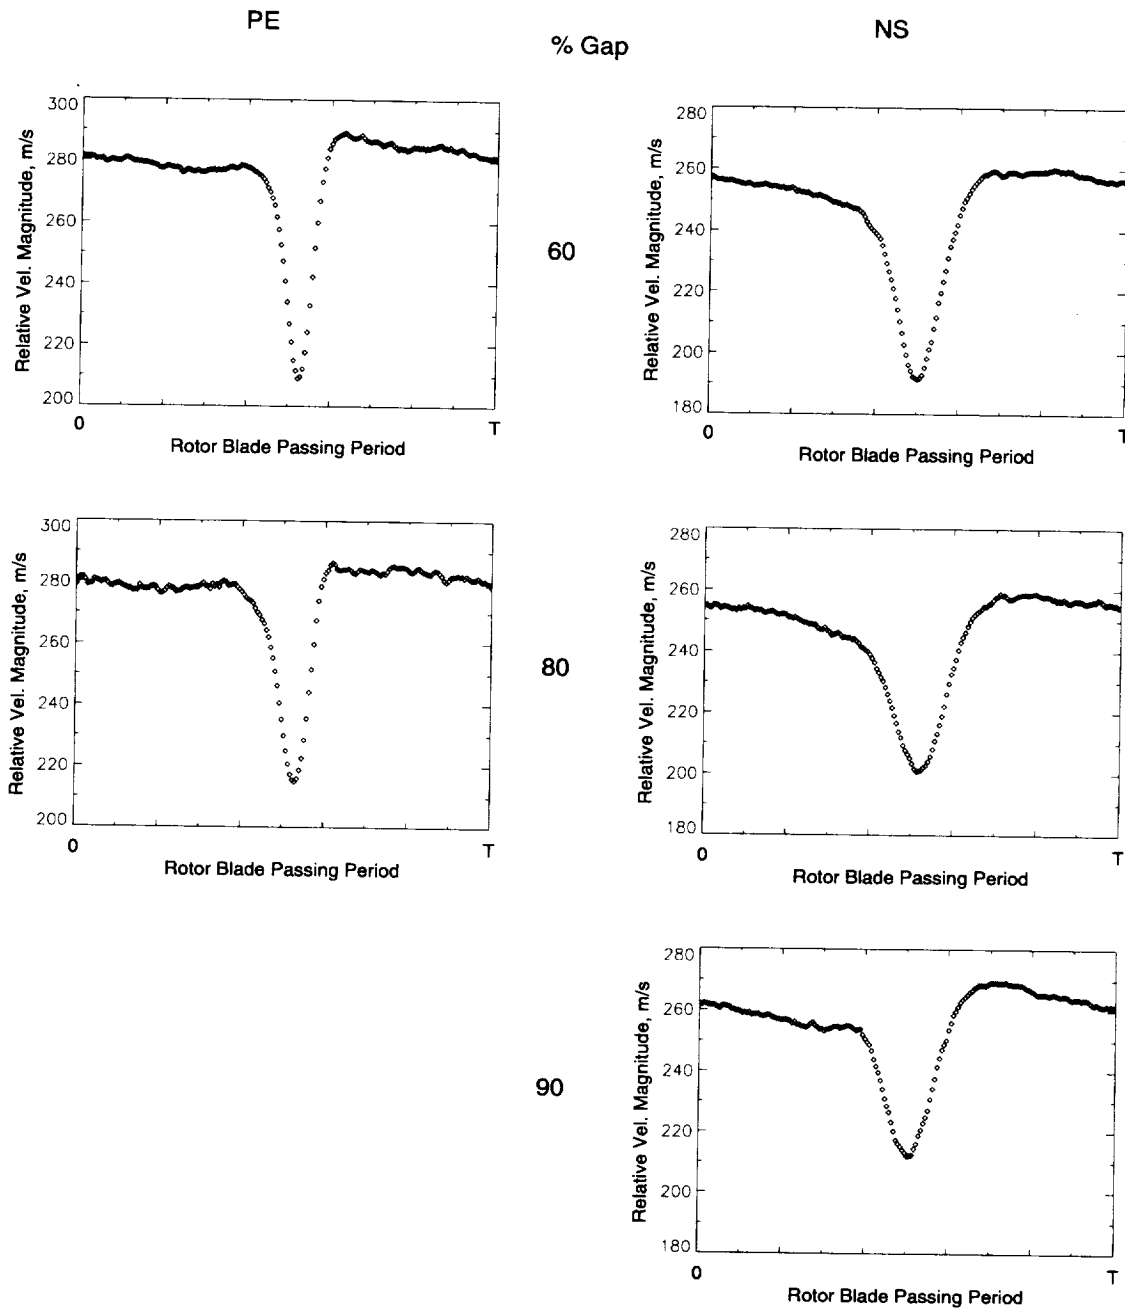 PE
% Gap
NS
300
280
260
240
220
200
Relative Vel. Magnitude, m/s
0
T
Rotor Blade Passing Period
60
280
260
240
220
200
180
Relative Vel. Magnitude, m/s
0
T
Rotor Blade Passing Period
300
280
260
240
220
200
Relative Vel. Magnitude, m/s
0
T
Rotor Blade Passing Period
80
280
260
240
220
200
180
Relative Vel. Magnitude, m/s
0
T
Rotor Blade Passing Period
90
280
260
240
220
200
180
Relative Vel. Magnitude, m/s
0
T
Rotor Blade Passing Period